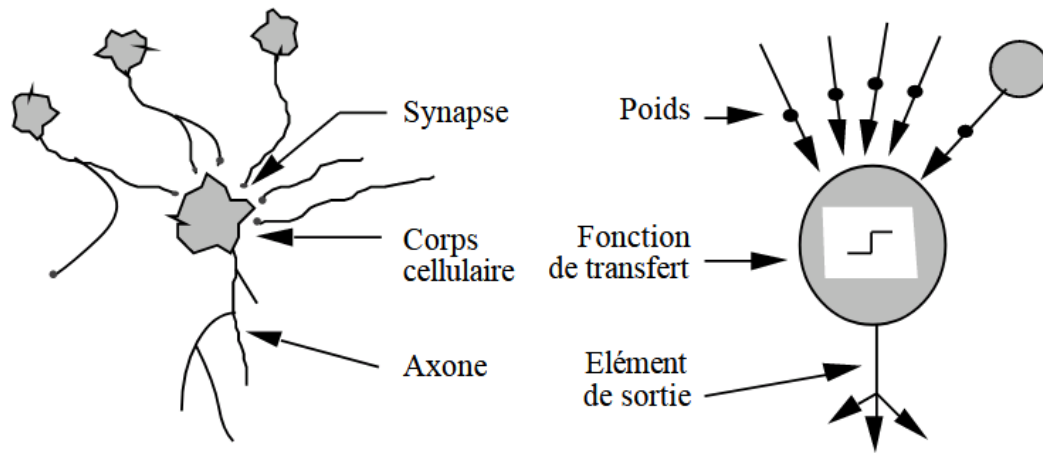 Synapse
Corps
cellulaire
Axone
Poids
Fonction
de transfert
Elément
de sortie